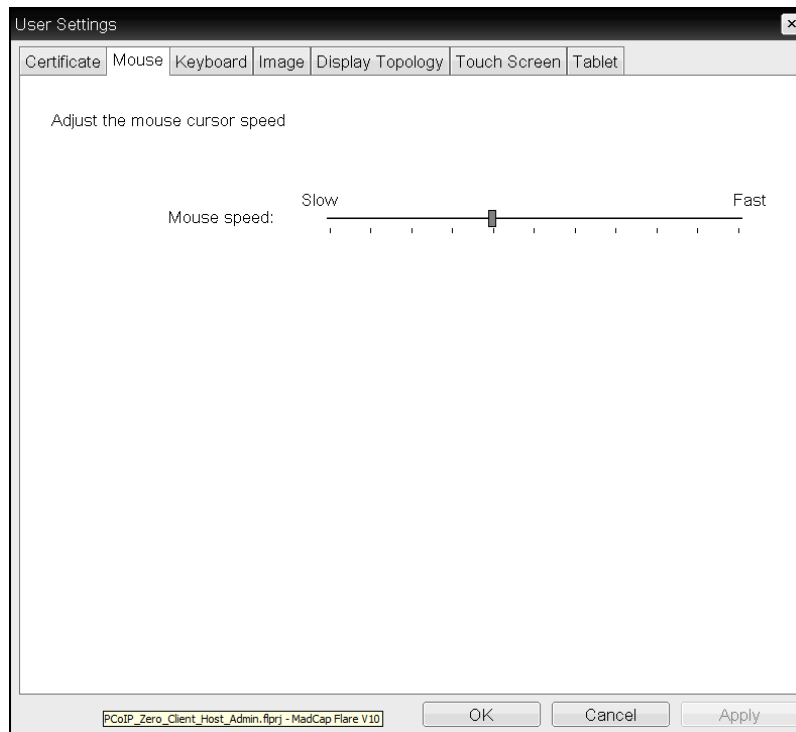 User Settings
Certificate Mouse Keyboard Image Display Topology Touch Screen Tablet
Adjust the mouse cursor speed
Slow Fast
Mouse speed:
PCoIP_Zero_Client_Host_Admin.flprj - MadCap Flare V10 OK Cancel Apply